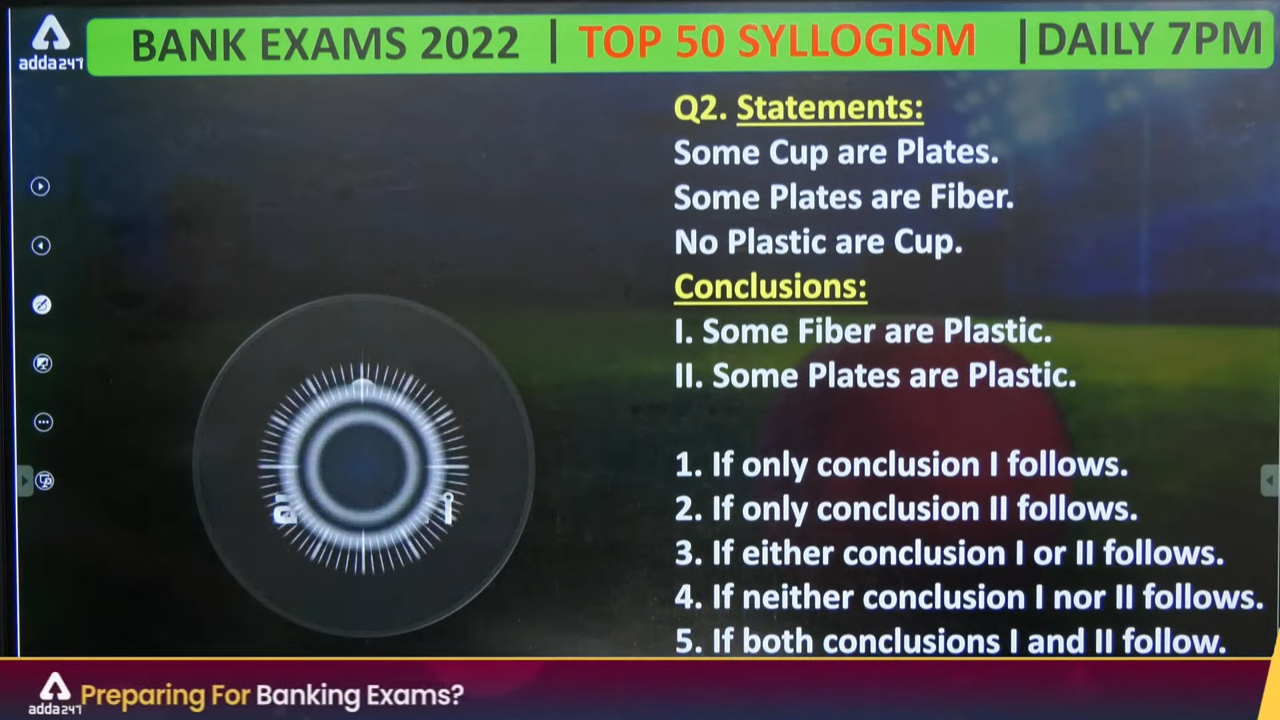 adda247
BANK EXAMS 2022 | TOP 50 SYLLOGISM | DAILY 7PM
Q2. Statements:
Some Cup are Plates.
Some Plates are Fiber.
No Plastic are Cup.
Conclusions:
I. Some Fiber are Plastic.
II. Some Plates are Plastic.
1. If only conclusion I follows.
2. If only conclusion II follows.
3. If either conclusion I or II follows.
4. If neither conclusion I nor II follows.
5. If both conclusions I and II follow.
adda247
Preparing For Banking Exams?